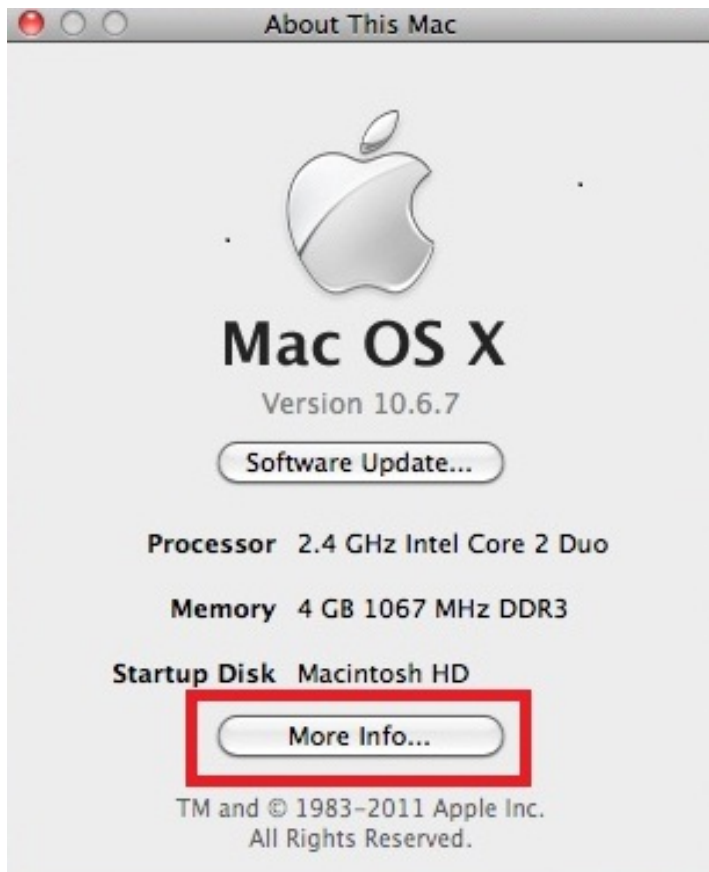 About This Mac
Mac OS X
Version 10.6.7
Software Update...
Processor 2.4 GHz Intel Core 2 Duo
Memory 4 GB 1067 MHz DDR3
Startup Disk Macintosh HD
More Info...
TM and © 1983–2011 Apple Inc.
All Rights Reserved.